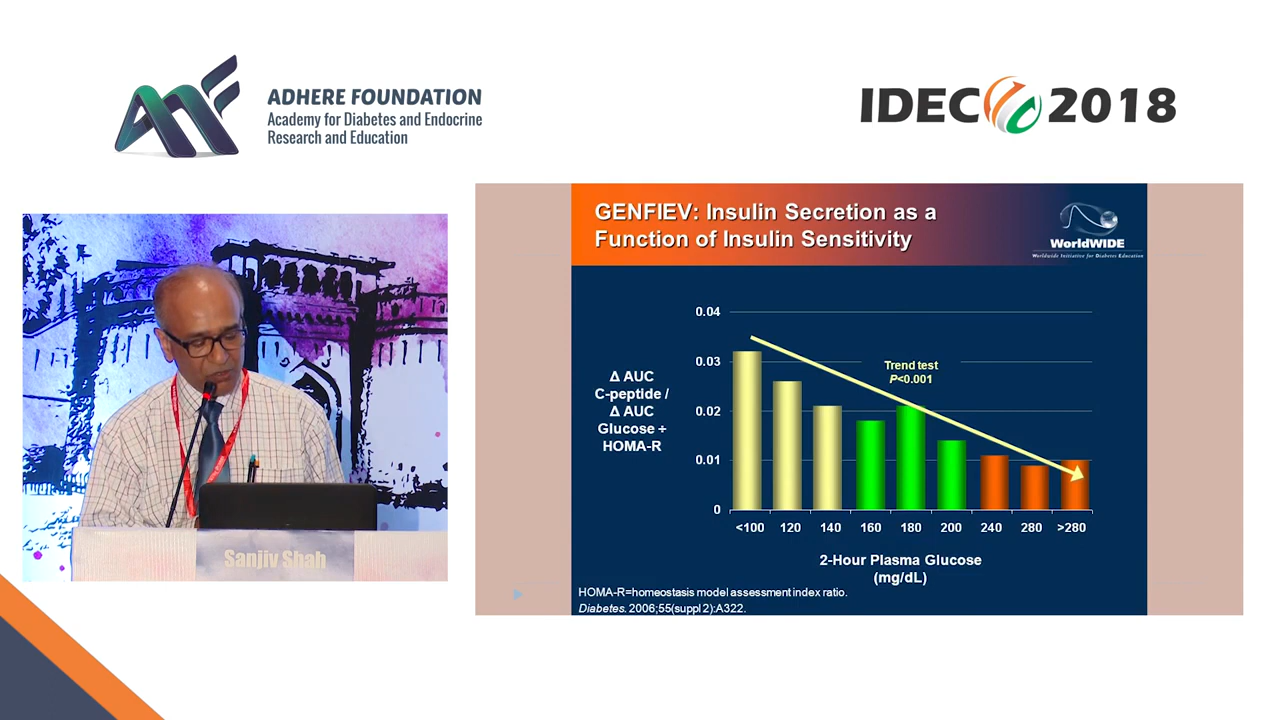 ADHERE FOUNDATION
Academy for Diabetes and Endocrine
Research and Education
IDEC 2018
Sanjiv Shah
GENFIEV: Insulin Secretion as a
Function of Insulin Sensitivity
WorldWIDE
Worldwide Initiative for Diabetes Education
Δ AUC
C-peptide /
Δ AUC
Glucose +
HOMA-R
0.04
0.03
0.02
0.01
0
Trend test
P<0.001
<100 120 140 160 180 200 240 280 >280
2-Hour Plasma Glucose
(mg/dL)
HOMA-R=homeostasis model assessment index ratio.
Diabetes. 2006;55(suppl 2):A322.